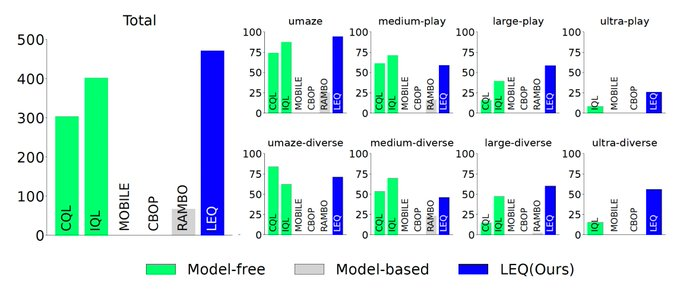 Total
500
400
300
200
100
0
CQL
IQL
MOBILE
CBOP
RAMBO
LEQ
umaze
100
75
50
25
0
CQL
IQL
MOBILE
CBOP
RAMBO
LEQ
medium-play
100
75
50
25
0
CQL
IQL
MOBILE
CBOP
RAMBO
LEQ
large-play
100
75
50
25
0
CQL
IQL
MOBILE
CBOP
RAMBO
LEQ
ultra-play
100
75
50
25
0
IQL
MOBILE
CBOP
LEQ
umaze-diverse
100
75
50
25
0
CQL
IQL
MOBILE
CBOP
RAMBO
LEQ
medium-diverse
100
75
50
25
0
CQL
IQL
MOBILE
CBOP
RAMBO
LEQ
large-diverse
100
75
50
25
0
CQL
IQL
MOBILE
CBOP
RAMBO
LEQ
ultra-diverse
100
75
50
25
0
IQL
MOBILE
CBOP
LEQ
Model-free
Model-based
LEQ(Ours)